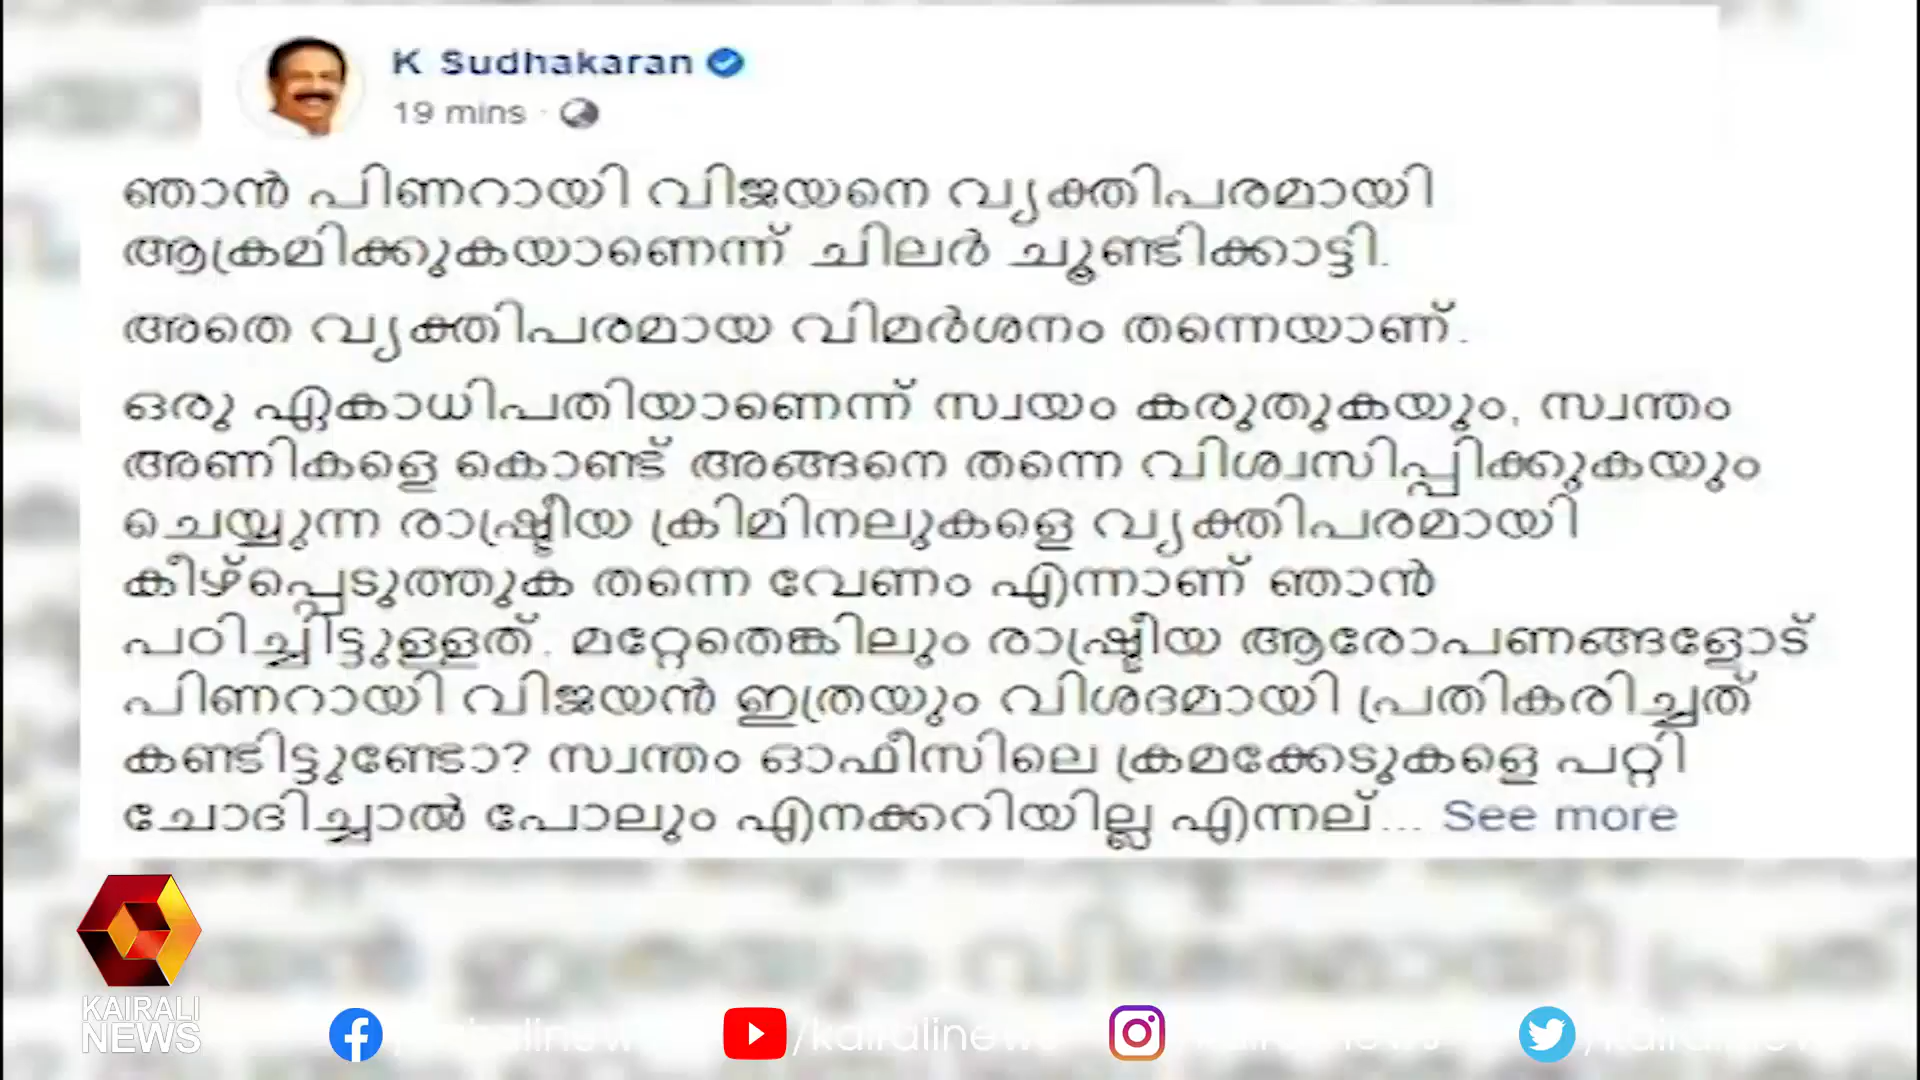 K Sudhakaran
19 mins ·
ഞാൻ പിണറായി വിജയനെ വ്യക്തിപരമായി
ആക്രമിക്കുകയാണെന്ന് ചിലർ ചൂണ്ടിക്കാട്ടി.
അതെ വ്യക്തിപരമായ വിമർശനം തന്നെയാണ്.
ഒരു ഏകാധിപതിയാണെന്ന് സ്വയം കരുതുകയും, സ്വന്തം
അണികളെ കൊണ്ട് അങ്ങനെ തന്നെ വിശ്വസിപ്പിക്കുകയും
ചെയ്യുന്ന രാഷ്ട്രീയ ക്രിമിനലുകളെ വ്യക്തിപരമായി
കീഴ്പ്പെടുത്തുക തന്നെ വേണം എന്നാണ് ഞാൻ
പഠിച്ചിട്ടുള്ളത്. മറ്റേതെങ്കിലും രാഷ്ട്രീയ ആരോപണങ്ങളോട്
പിണറായി വിജയൻ ഇത്രയും വിശദമായി പ്രതികരിച്ചത്
കണ്ടിട്ടുണ്ടോ? സ്വന്തം ഓഫീസിലെ ക്രമക്കേടുകളെ പറ്റി
ചോദിച്ചാൽ പോലും എനക്കറിയില്ല എന്നല്... See more
KAIRALI
NEWS